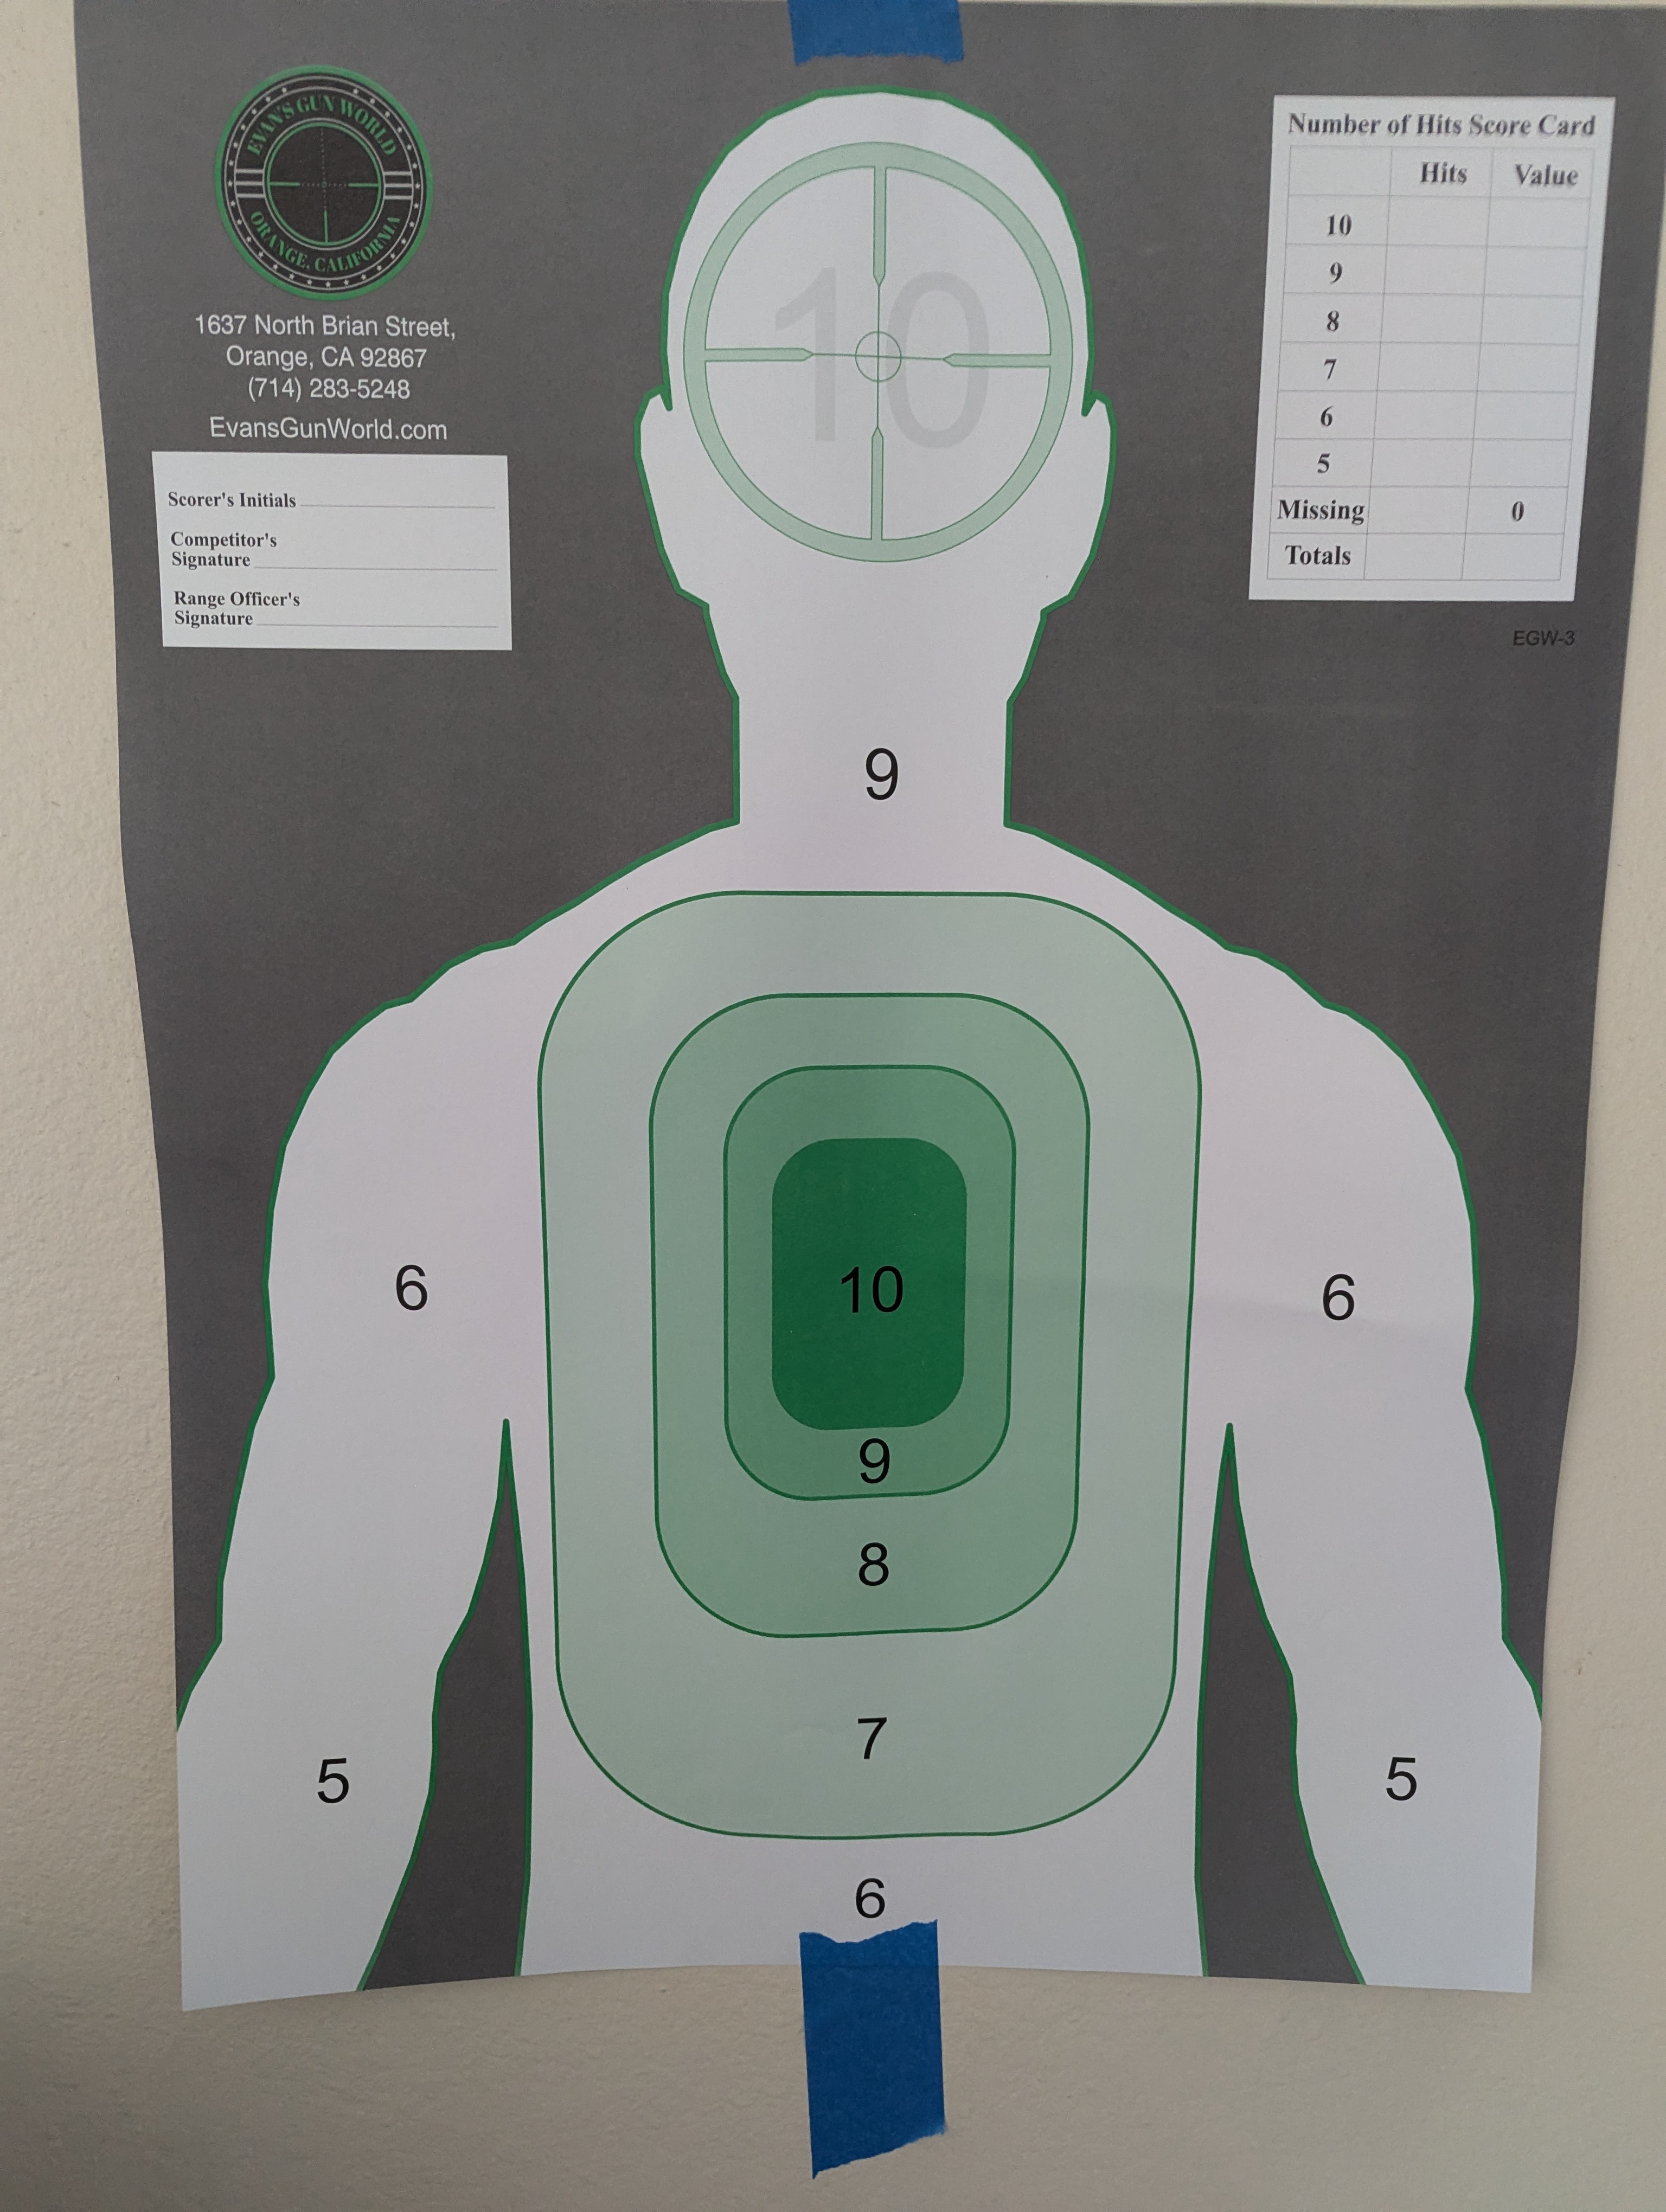 EVAN'S GUN WORLD
ORANGE, CALIFORNIA
1637 North Brian Street,
Orange, CA 92867
(714) 283-5248
EvansGunWorld.com
Scorer's Initials
Competitor's
Signature
Range Officer's
Signature
Number of Hits Score Card
Hits Value
10
9
8
7
6
5
Missing 0
Totals
EGW-3
10
9
6 10 6
9
8
7
5 5
6